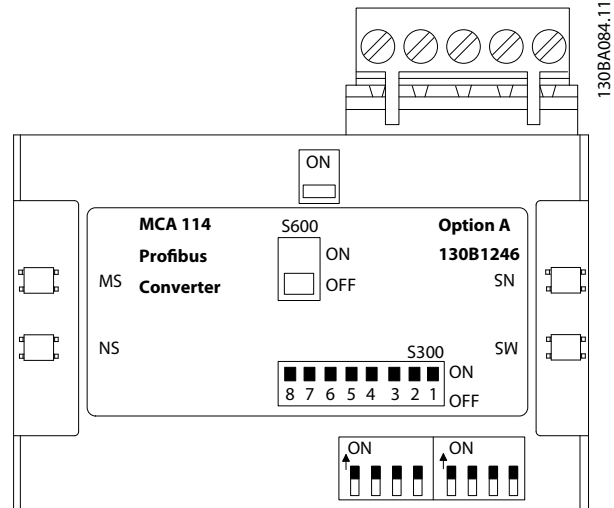 130BA084.11
ON
MCA 114
Profibus
Converter
S600
ON
OFF
Option A
130B1246
MS
SN
NS
SW
S300
ON
OFF
8 7 6 5 4 3 2 1
ON
ON